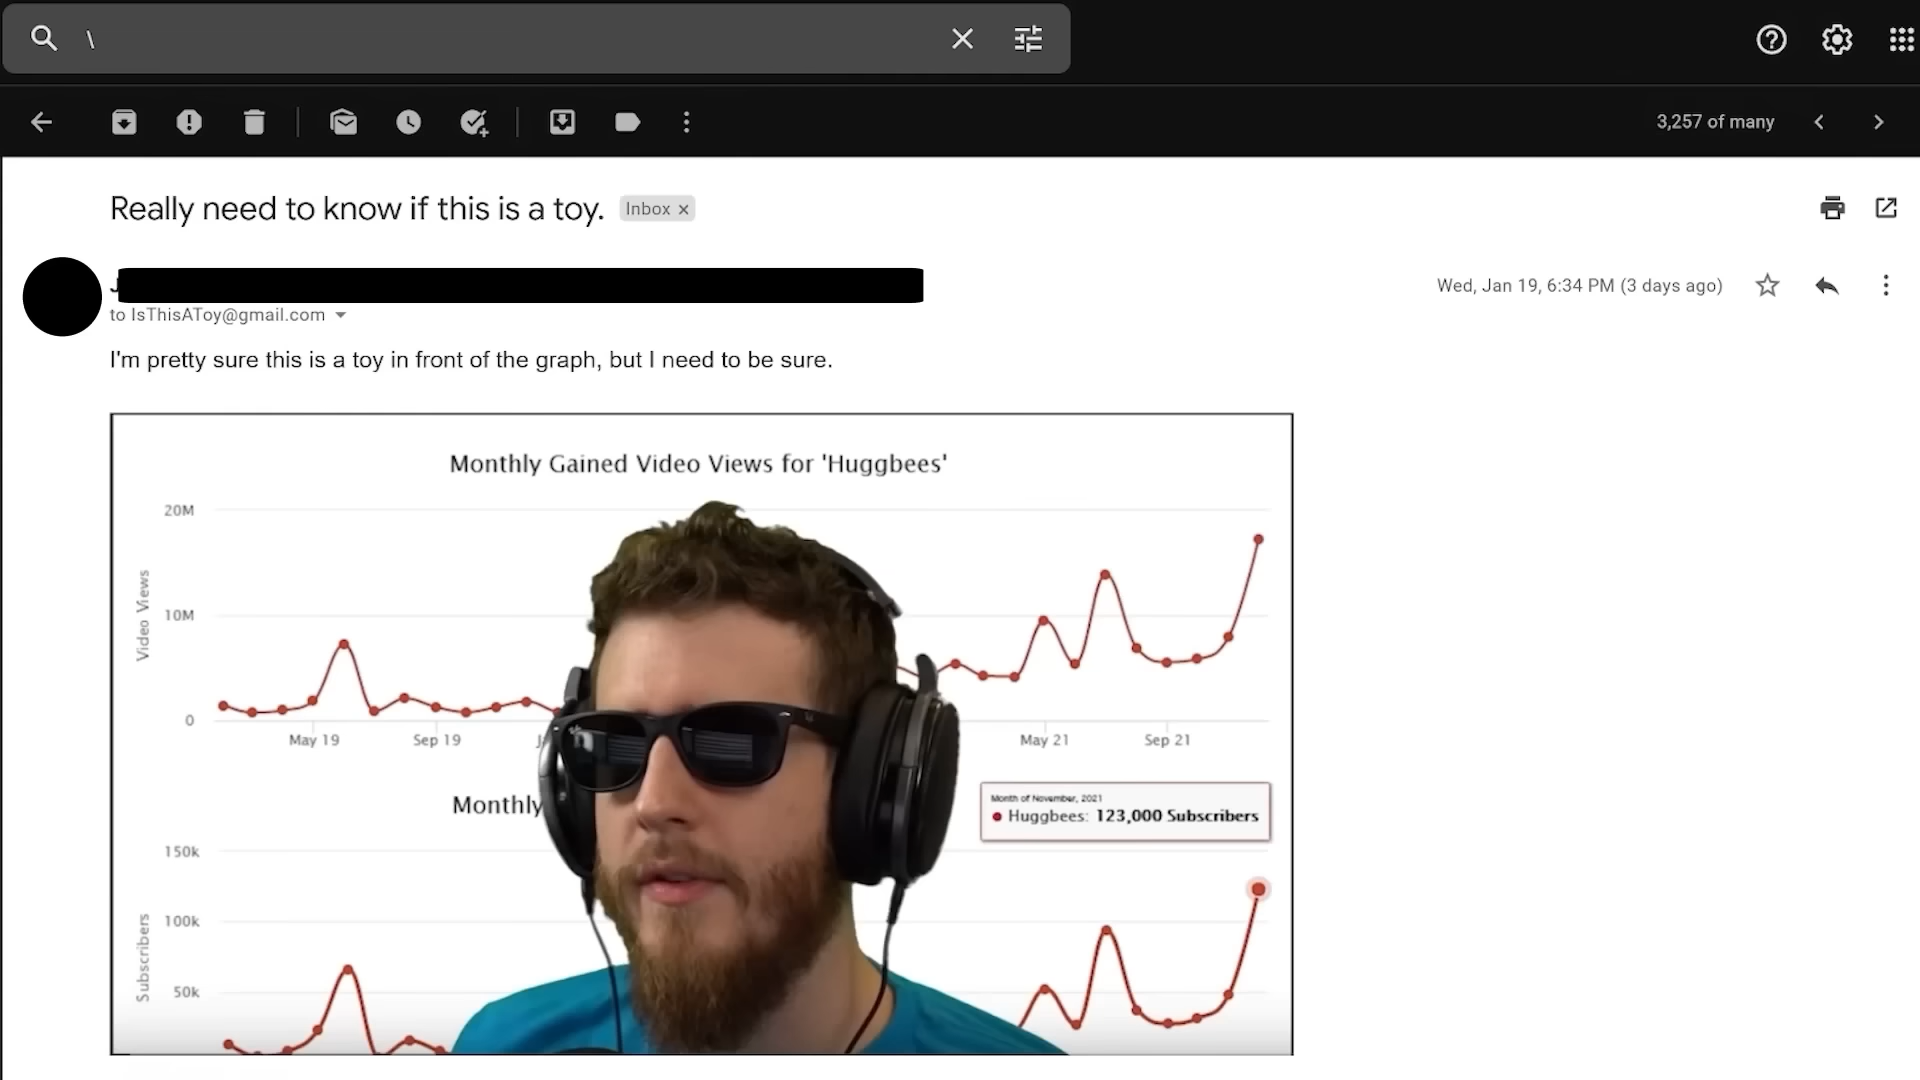 \
3,257 of many
Really need to know if this is a toy.
Inbox x
Wed, Jan 19, 6:34 PM (3 days ago)
to IsThisAToy@gmail.com
I'm pretty sure this is a toy in front of the graph, but I need to be sure.
Monthly Gained Video Views for 'Huggbees'
20M
10M
0
Video Views
May 19
Sep 19
May 21
Sep 21
Monthly
Month of November, 2021
Huggbees: 123,000 Subscribers
150k
100k
50k
Subscribers